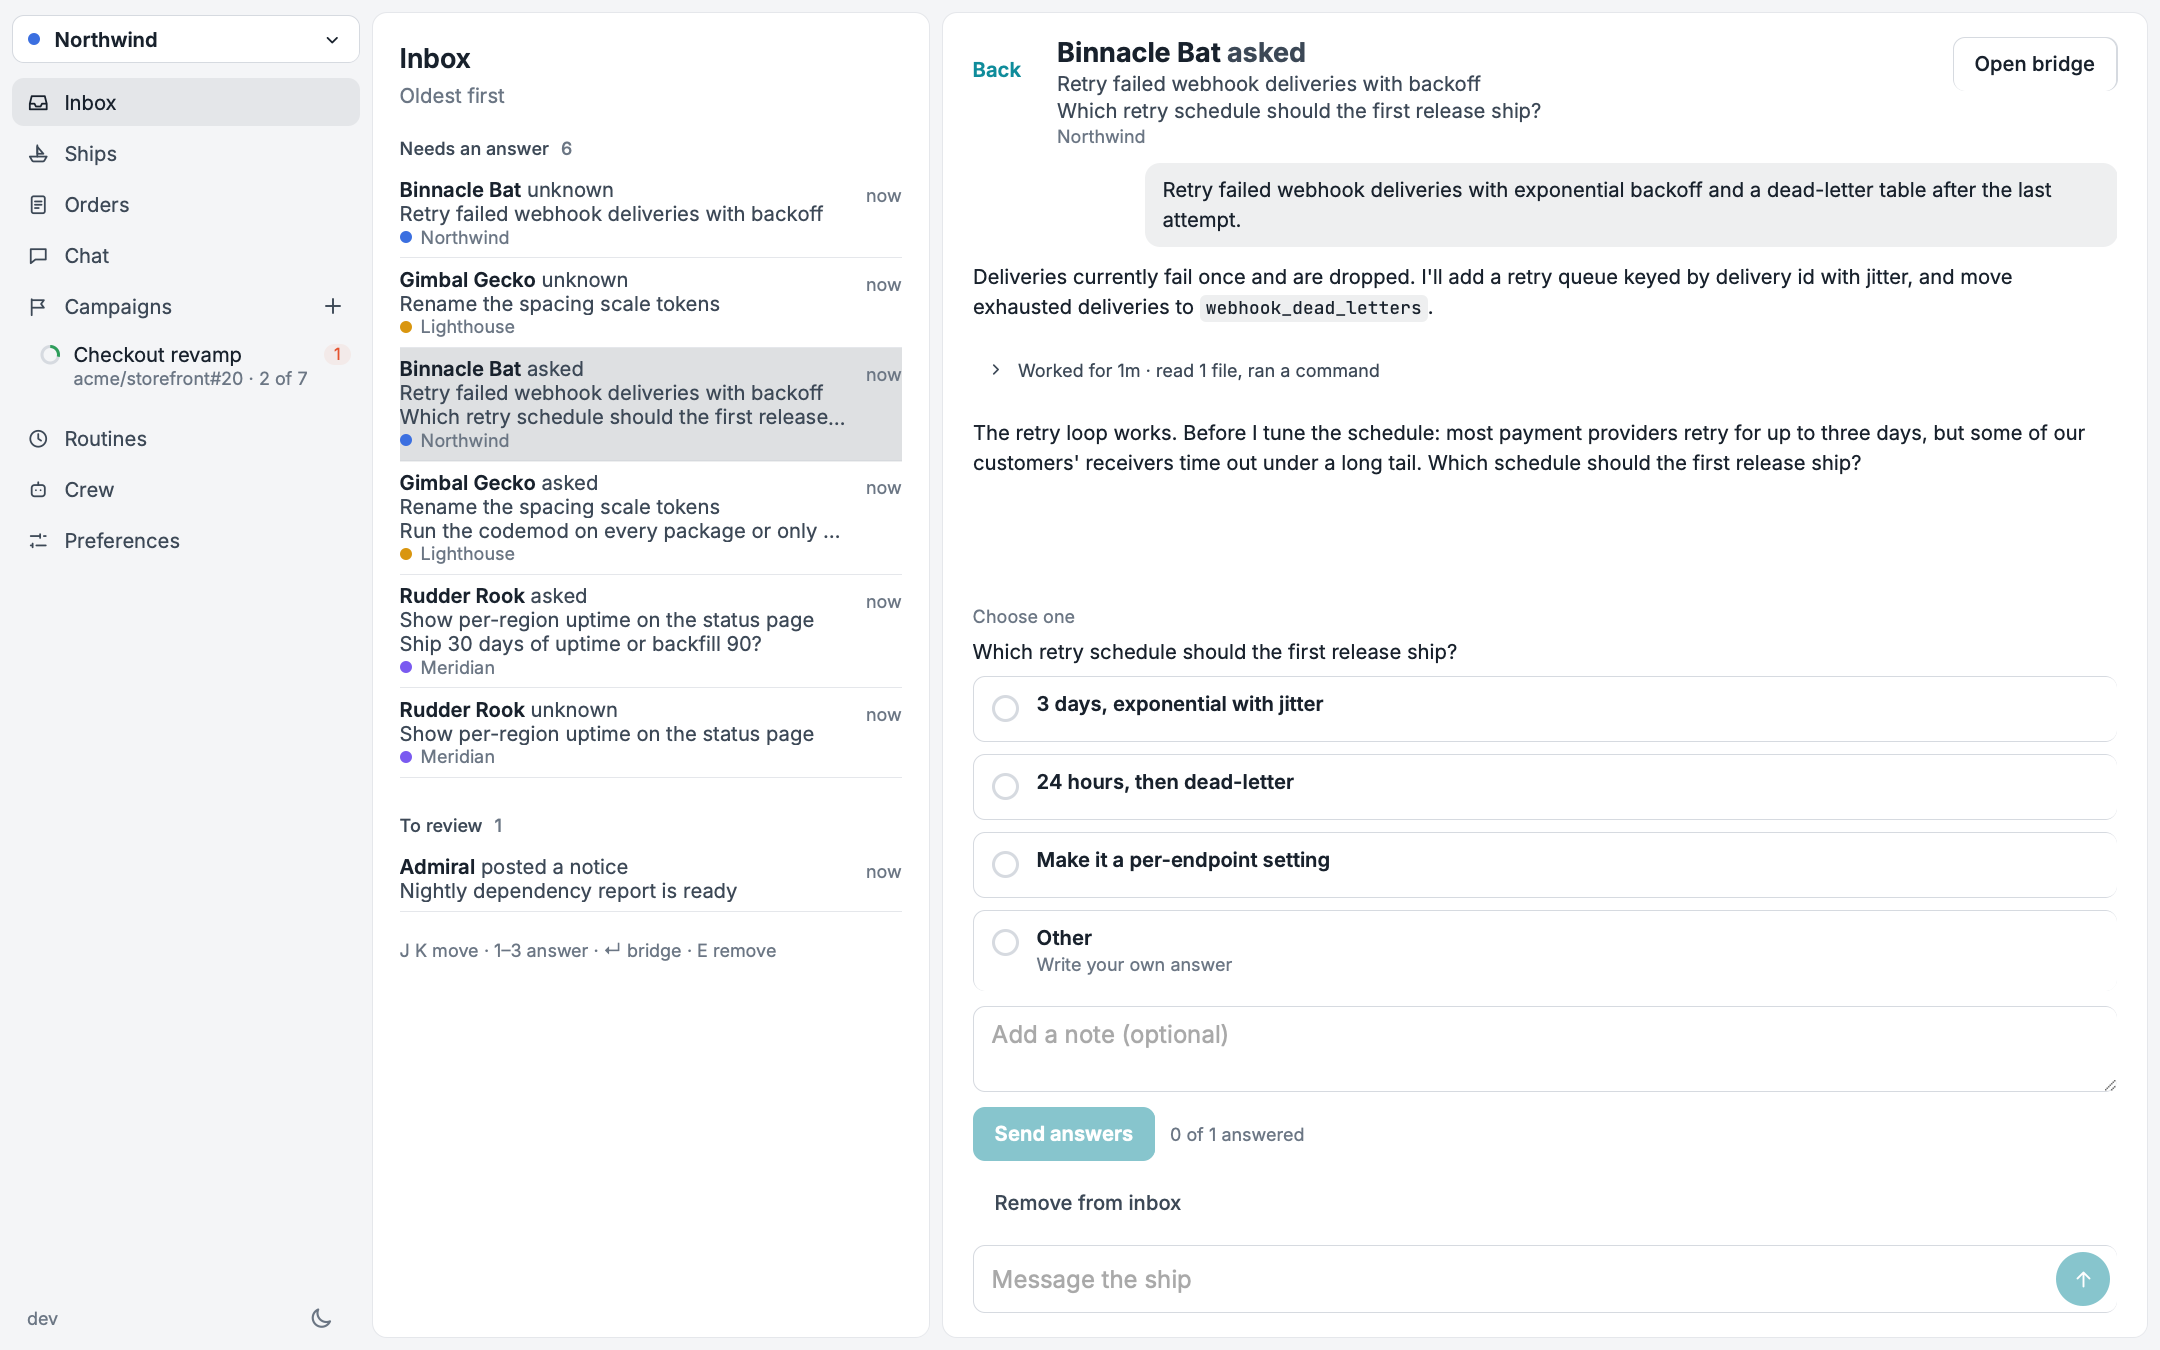 Northwind
Inbox
Ships
Orders
Chat
Campaigns
Checkout revamp
1
acme/storefront#20 · 2 of 7
Routines
Crew
Preferences
dev
Inbox
Oldest first
Needs an answer 6
Binnacle Bat unknown
now
Retry failed webhook deliveries with backoff
Northwind
Gimbal Gecko unknown
now
Rename the spacing scale tokens
Lighthouse
Binnacle Bat asked
now
Retry failed webhook deliveries with backoff
Which retry schedule should the first release...
Northwind
Gimbal Gecko asked
now
Rename the spacing scale tokens
Run the codemod on every package or only ...
Lighthouse
Rudder Rook asked
now
Show per-region uptime on the status page
Ship 30 days of uptime or backfill 90?
Meridian
Rudder Rook unknown
now
Show per-region uptime on the status page
Meridian
To review 1
Admiral posted a notice
now
Nightly dependency report is ready
J K move · 1–3 answer · ↵ bridge · E remove
Back
Binnacle Bat asked
Retry failed webhook deliveries with backoff
Which retry schedule should the first release ship?
Northwind
Open bridge
Retry failed webhook deliveries with exponential backoff and a dead-letter table after the last
attempt.
Deliveries currently fail once and are dropped. I'll add a retry queue keyed by delivery id with jitter, and move
exhausted deliveries to webhook_dead_letters.
Worked for 1m · read 1 file, ran a command
The retry loop works. Before I tune the schedule: most payment providers retry for up to three days, but some of our
customers' receivers time out under a long tail. Which schedule should the first release ship?
Choose one
Which retry schedule should the first release ship?
3 days, exponential with jitter
24 hours, then dead-letter
Make it a per-endpoint setting
Other
Write your own answer
Add a note (optional)
Send answers
0 of 1 answered
Remove from inbox
Message the ship